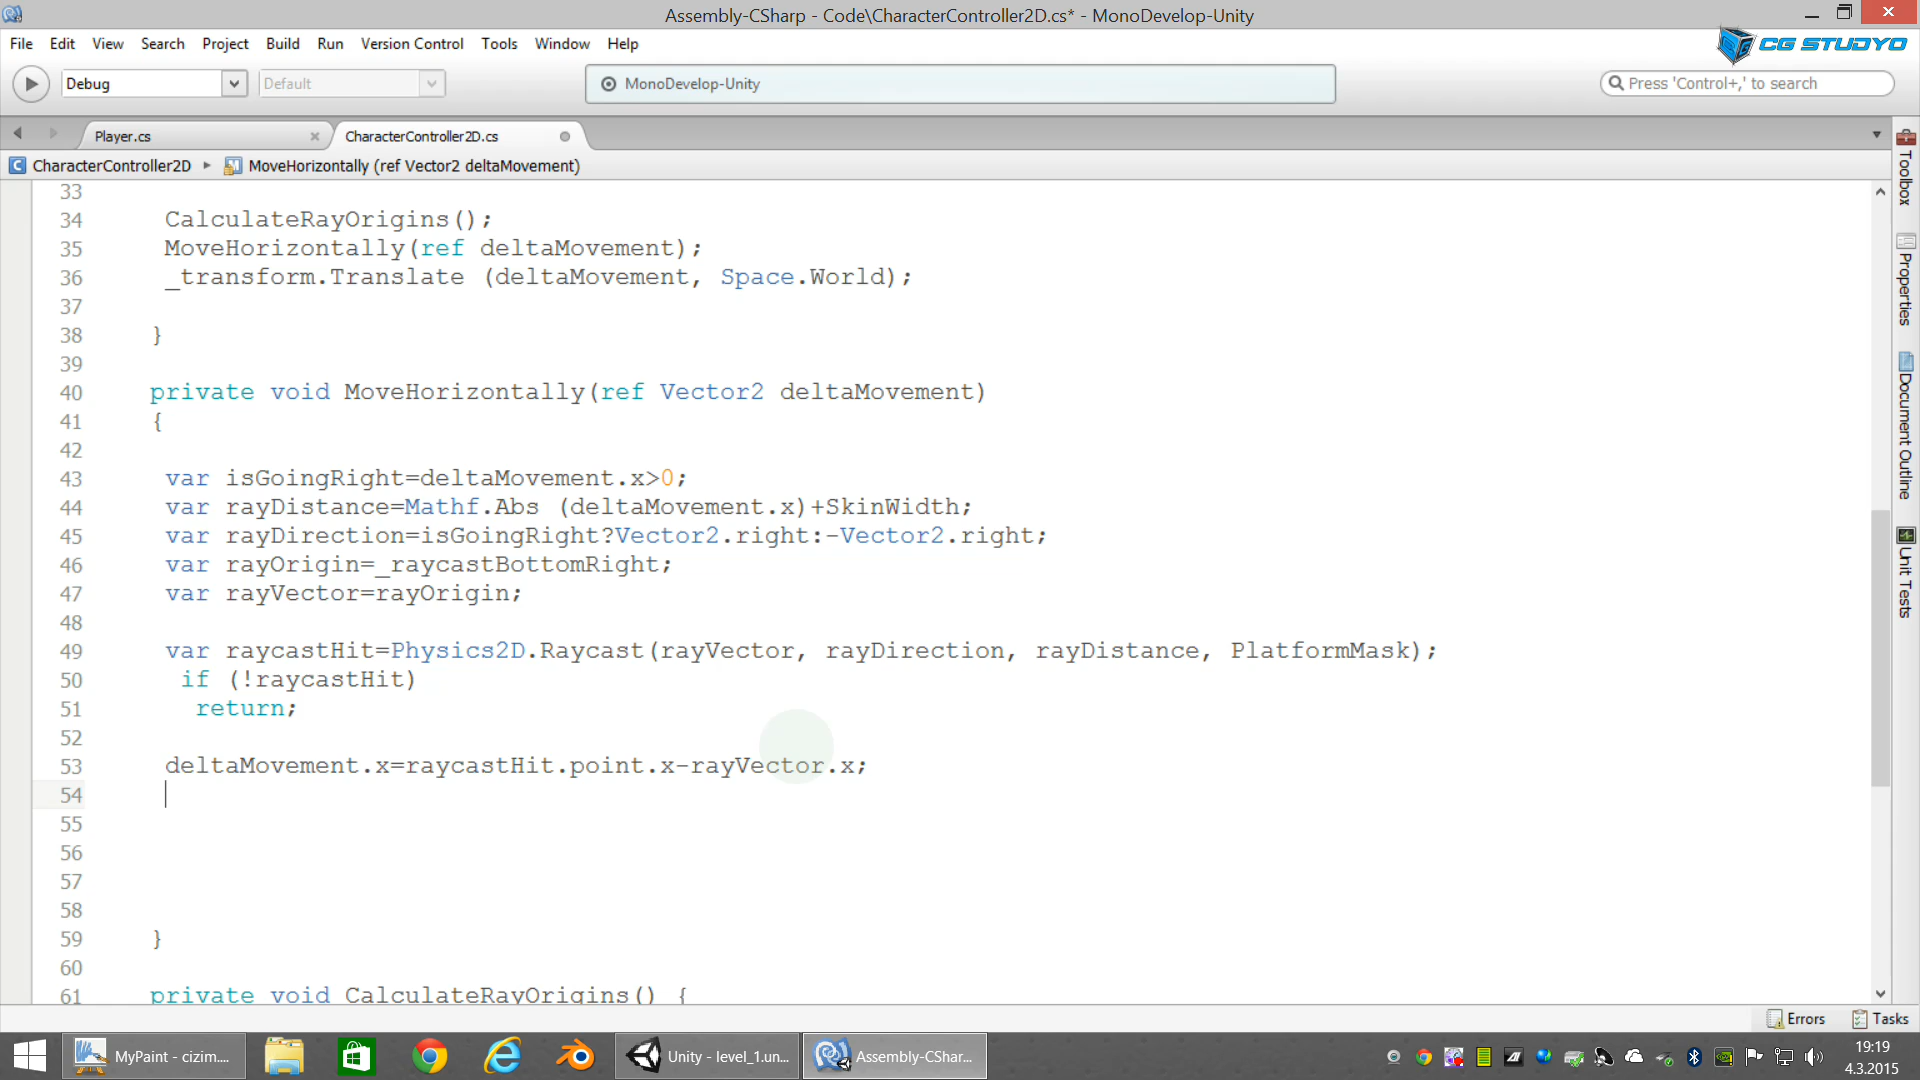 Assembly-CSharp - Code\CharacterController2D.cs* - MonoDevelop-Unity
File Edit View Search Project Build Run Version Control Tools Window Help
CG STUDYO
Debug Default MonoDevelop-Unity Press 'Control+,' to search
Player.cs CharacterController2D.cs
CharacterController2D MoveHorizontally (ref Vector2 deltaMovement)
Toolbox
Properties
Document Outline
Unit Tests
33
34 CalculateRayOrigins();
35 MoveHorizontally(ref deltaMovement);
36 _transform.Translate (deltaMovement, Space.World);
37
38 }
39
40 private void MoveHorizontally(ref Vector2 deltaMovement)
41 {
42
43 var isGoingRight=deltaMovement.x>0;
44 var rayDistance=Mathf.Abs (deltaMovement.x)+SkinWidth;
45 var rayDirection=isGoingRight?Vector2.right:-Vector2.right;
46 var rayOrigin=_raycastBottomRight;
47 var rayVector=rayOrigin;
48
49 var raycastHit=Physics2D.Raycast(rayVector, rayDirection, rayDistance, PlatformMask);
50 if (!raycastHit)
51 return;
52
53 deltaMovement.x=raycastHit.point.x-rayVector.x;
54
55
56
57
58
59 }
60
61 private void CalculateRayOrigins() {
Errors Tasks
MyPaint - cizim.... Unity - level_1.un... Assembly-CShar...
19:19
4.3.2015